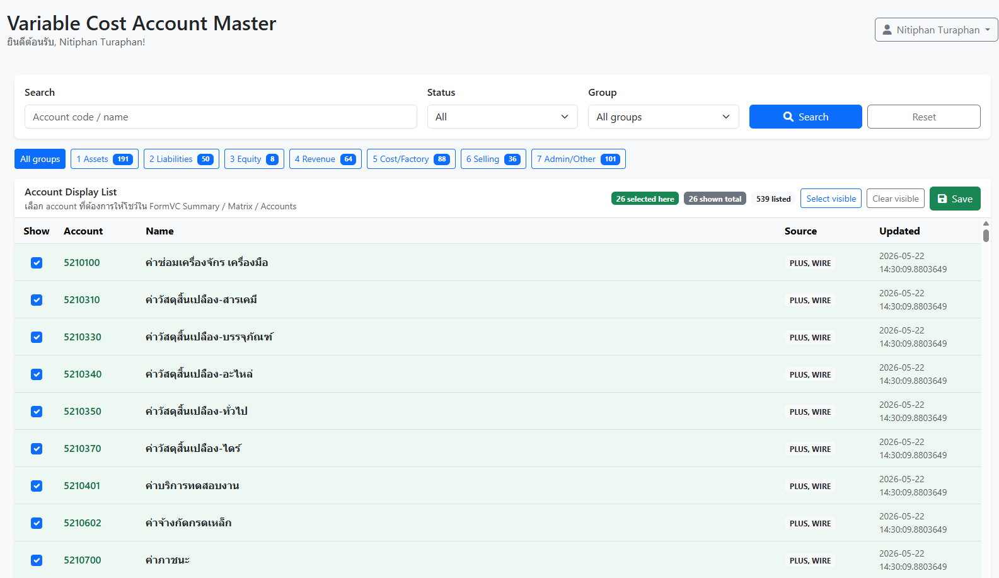 Variable Cost Account Master
ยินดีต้อนรับ, Nitiphan Turaphan!
Nitiphan Turaphan
Search Status Group
Account code / name All All groups Search Reset
All groups 1 Assets 191 2 Liabilities 50 3 Equity 8 4 Revenue 64 5 Cost/Factory 88 6 Selling 36 7 Admin/Other 101
Account Display List
เลือก account ที่ต้องการให้โชว์ใน FormVC Summary / Matrix / Accounts
26 selected here 26 shown total 539 listed Select visible Clear visible Save
Show Account Name Source Updated
5210100 ค่าซ่อมเครื่องจักร เครื่องมือ PLUS, WIRE 2026-05-22
14:30:09.8803649
5210310 ค่าวัสดุสิ้นเปลือง-สารเคมี PLUS, WIRE 2026-05-22
14:30:09.8803649
5210330 ค่าวัสดุสิ้นเปลือง-บรรจุภัณฑ์ PLUS, WIRE 2026-05-22
14:30:09.8803649
5210340 ค่าวัสดุสิ้นเปลือง-อะไหล่ PLUS, WIRE 2026-05-22
14:30:09.8803649
5210350 ค่าวัสดุสิ้นเปลือง-ทั่วไป PLUS, WIRE 2026-05-22
14:30:09.8803649
5210370 ค่าวัสดุสิ้นเปลือง-ไดร์ PLUS, WIRE 2026-05-22
14:30:09.8803649
5210401 ค่าบริการทดสอบงาน PLUS, WIRE 2026-05-22
14:30:09.8803649
5210602 ค่าจ้างกัดกรดเหล็ก PLUS, WIRE 2026-05-22
14:30:09.8803649
5210700 ค่าภาชนะ PLUS, WIRE 2026-05-22
14:30:09.8803649